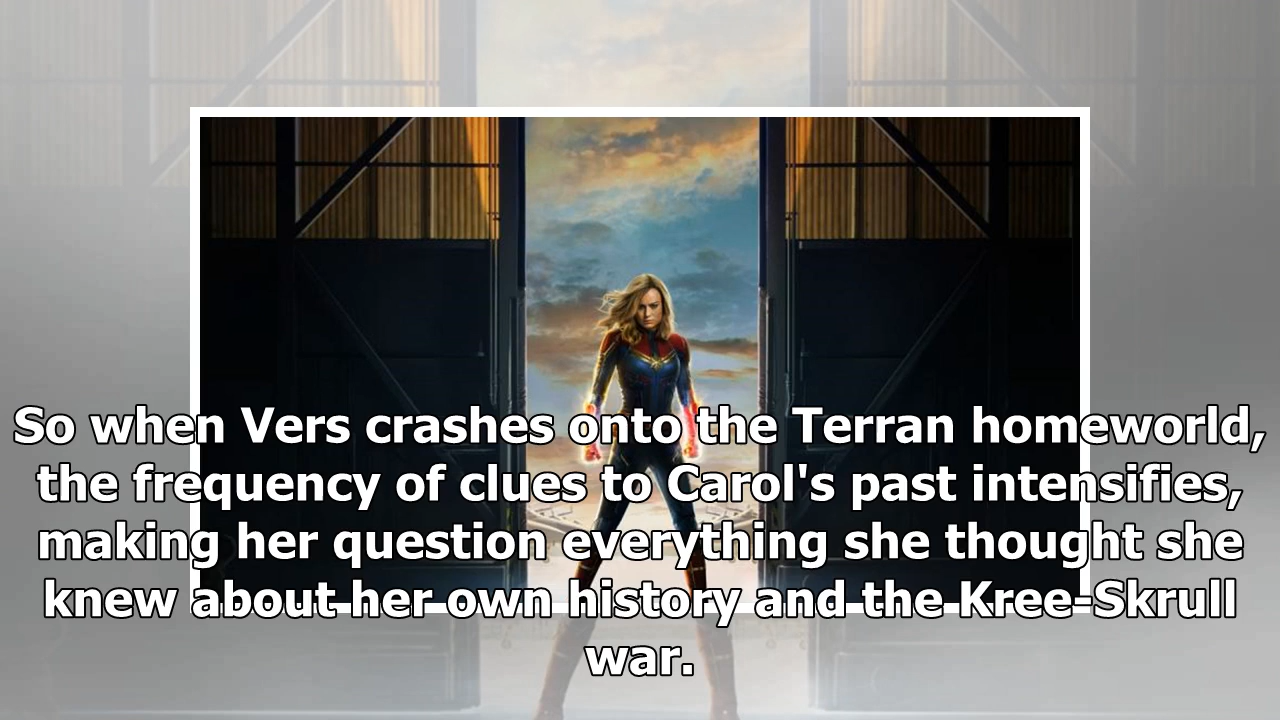 So when Vers crashes onto the Terran homeworld,
the frequency of clues to Carol's past intensifies,
making her question everything she thought she
knew about her own history and the Kree-Skrull
war.